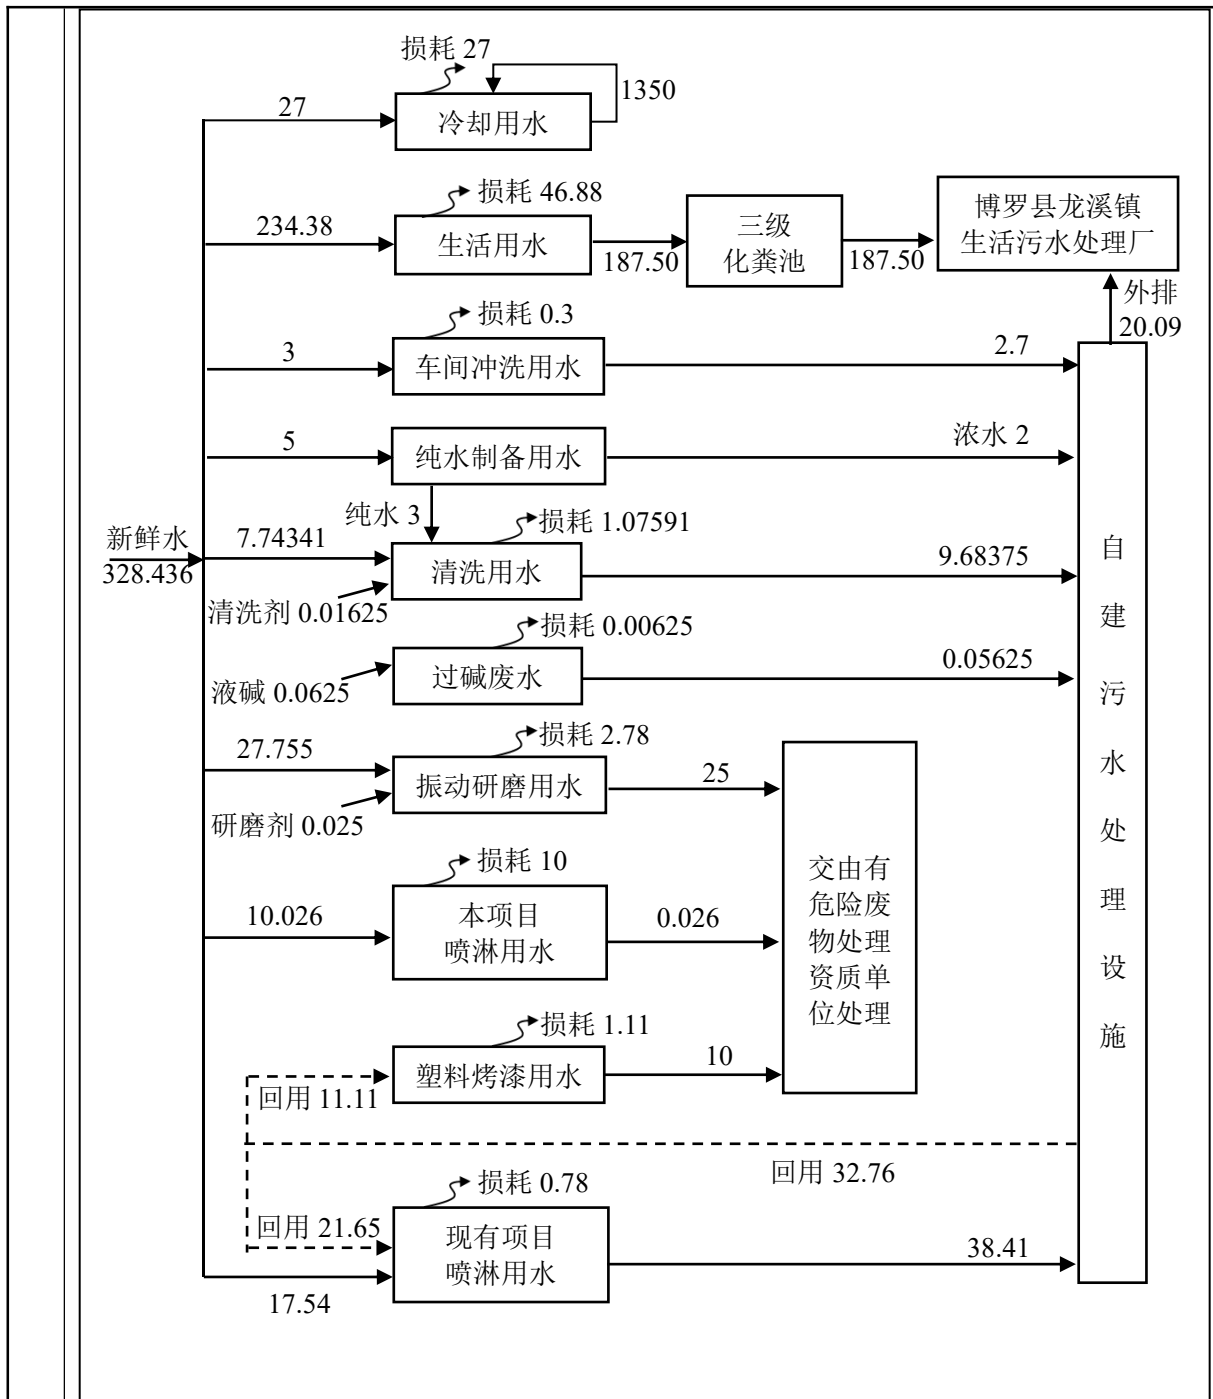 损耗 27
1350
27
冷却用水
损耗 46.88
234.38
生活用水
187.50
三级
化粪池
187.50
博罗县龙溪镇
生活污水处理厂
外排
20.09
损耗 0.3
3
车间冲洗用水
2.7
5
纯水制备用水
浓水 2
纯水 3
新鲜水
328.436
7.74341
损耗 1.07591
清洗用水
9.68375
清洗剂 0.01625
损耗 0.00625
过碱废水
0.05625
液碱 0.0625
27.755
损耗 2.78
振动研磨用水
25
研磨剂 0.025
损耗 10
10.026
本项目
喷淋用水
0.026
交由有
危险废
物处理
资质单
位处理
损耗 1.11
塑料烤漆用水
10
回用 11.11
回用 32.76
损耗 0.78
回用 21.65
现有项目
喷淋用水
38.41
17.54
自
建
污
水
处
理
设
施